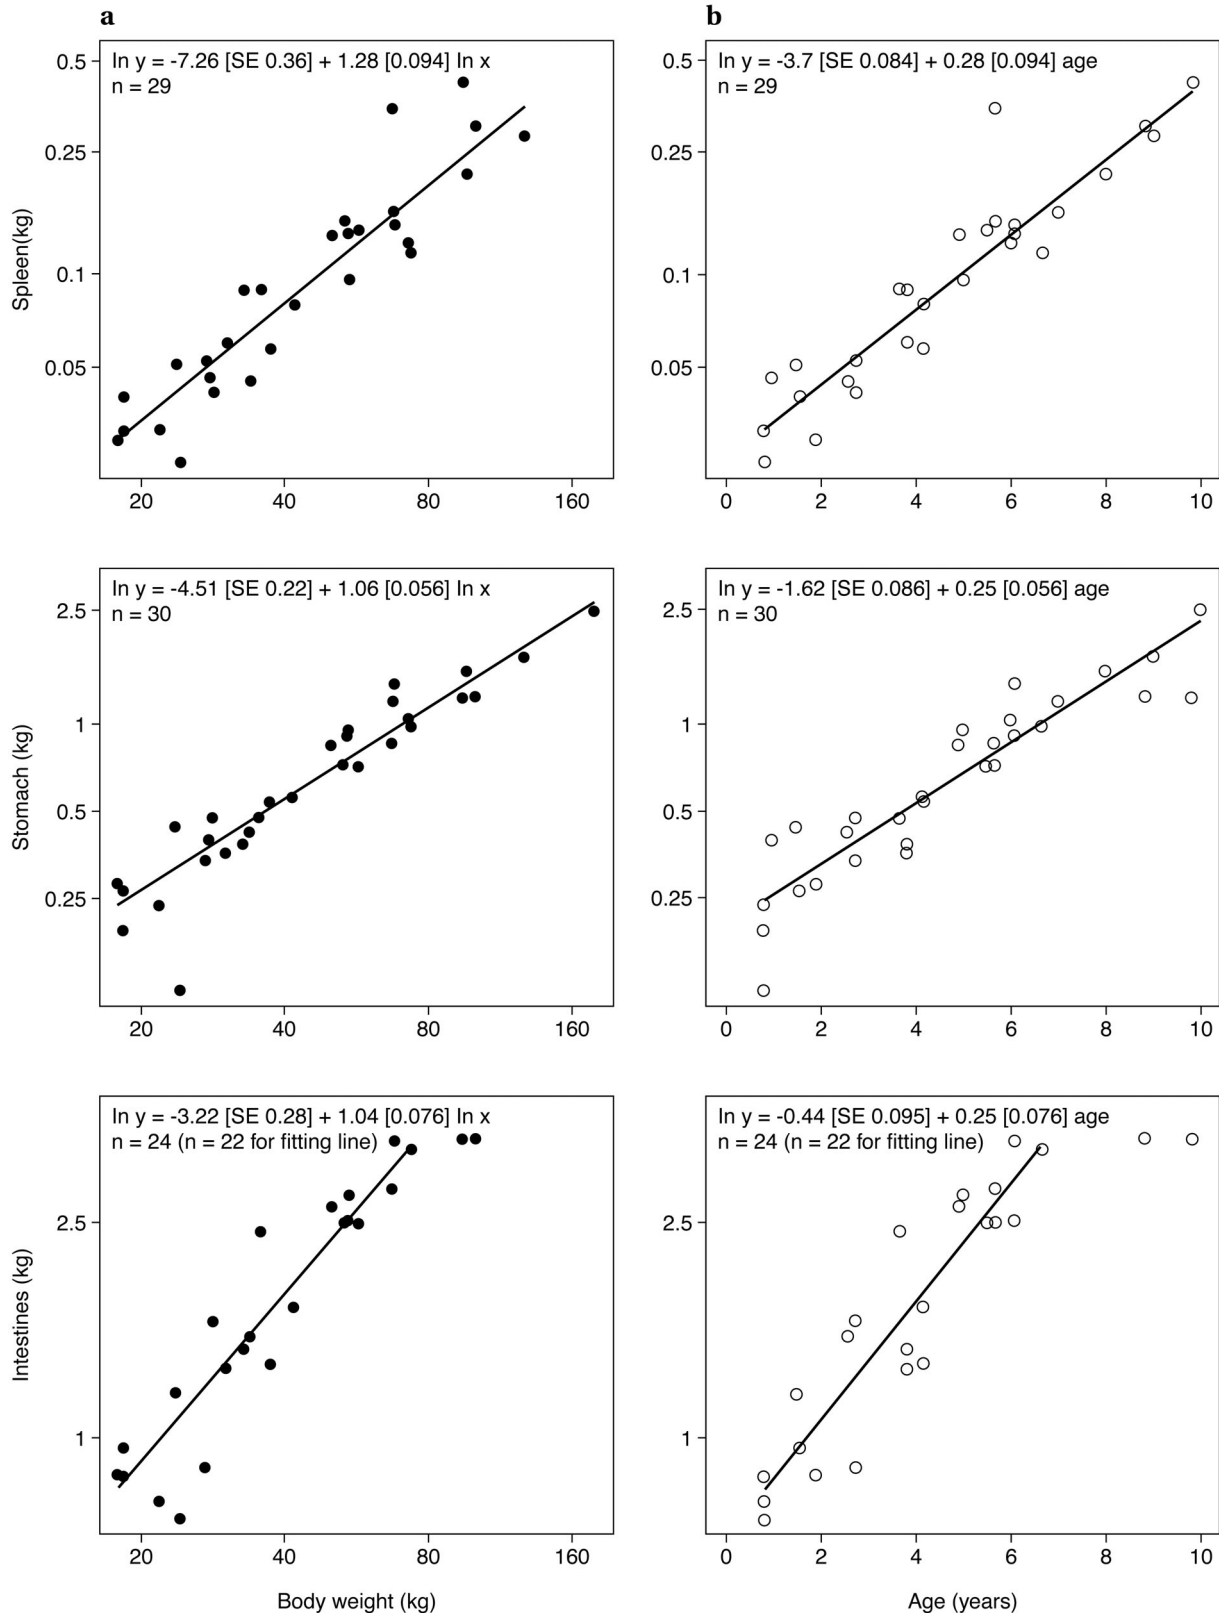 a
b
ln y = -7.26 [SE 0.36] + 1.28 [0.094] ln x
n = 29
0.5
0.25
0.1
0.05
Spleen(kg)
20 40 80 160
ln y = -3.7 [SE 0.084] + 0.28 [0.094] age
n = 29
0.5
0.25
0.1
0.05
0 2 4 6 8 10
ln y = -4.51 [SE 0.22] + 1.06 [0.056] ln x
n = 30
2.5
1
0.5
0.25
Stomach (kg)
20 40 80 160
ln y = -1.62 [SE 0.086] + 0.25 [0.056] age
n = 30
2.5
1
0.5
0.25
0 2 4 6 8 10
ln y = -3.22 [SE 0.28] + 1.04 [0.076] ln x
n = 24 (n = 22 for fitting line)
2.5
1
Intestines (kg)
20 40 80 160
Body weight (kg)
ln y = -0.44 [SE 0.095] + 0.25 [0.076] age
n = 24 (n = 22 for fitting line)
2.5
1
0 2 4 6 8 10
Age (years)